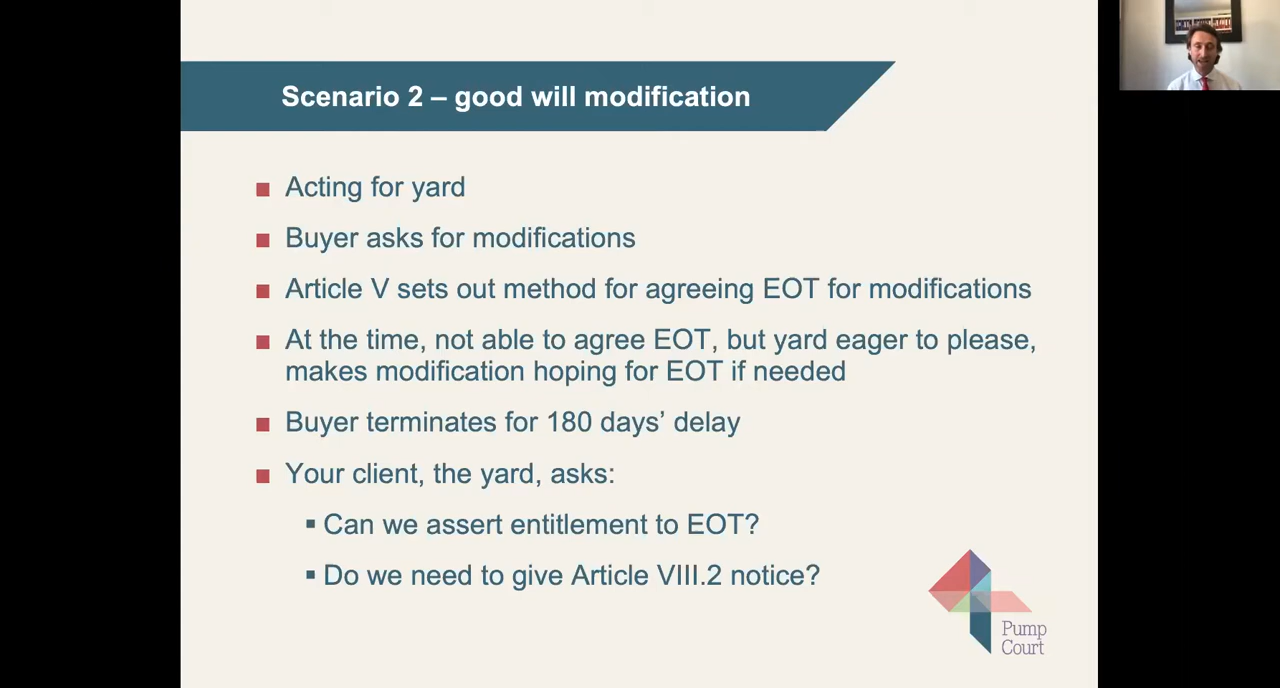 Scenario 2 – good will modification
Acting for yard
Buyer asks for modifications
Article V sets out method for agreeing EOT for modifications
At the time, not able to agree EOT, but yard eager to please,
makes modification hoping for EOT if needed
Buyer terminates for 180 days’ delay
Your client, the yard, asks:
Can we assert entitlement to EOT?
Do we need to give Article VIII.2 notice?
Pump
Court